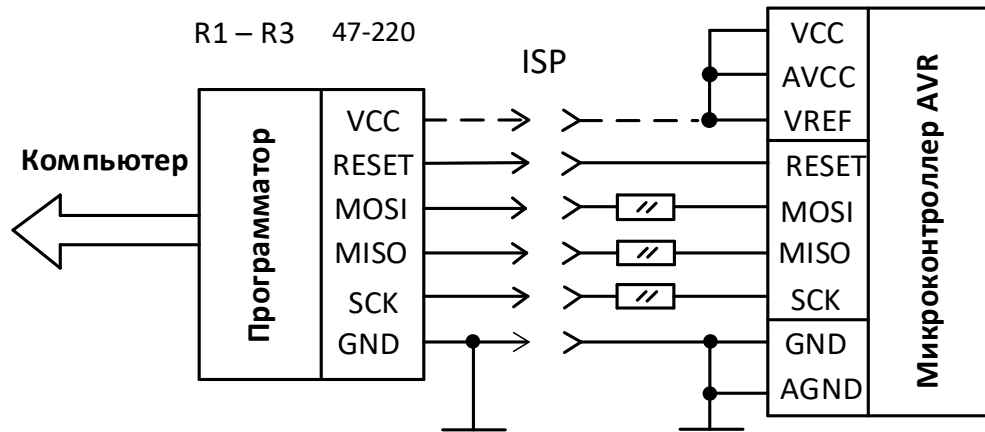 R1 – R3 47-220
ISP
Компьютер
Программатор
VCC
RESET
MOSI
MISO
SCK
GND
VCC
AVCC
VREF
RESET
MOSI
MISO
SCK
GND
AGND
Микроконтроллер AVR